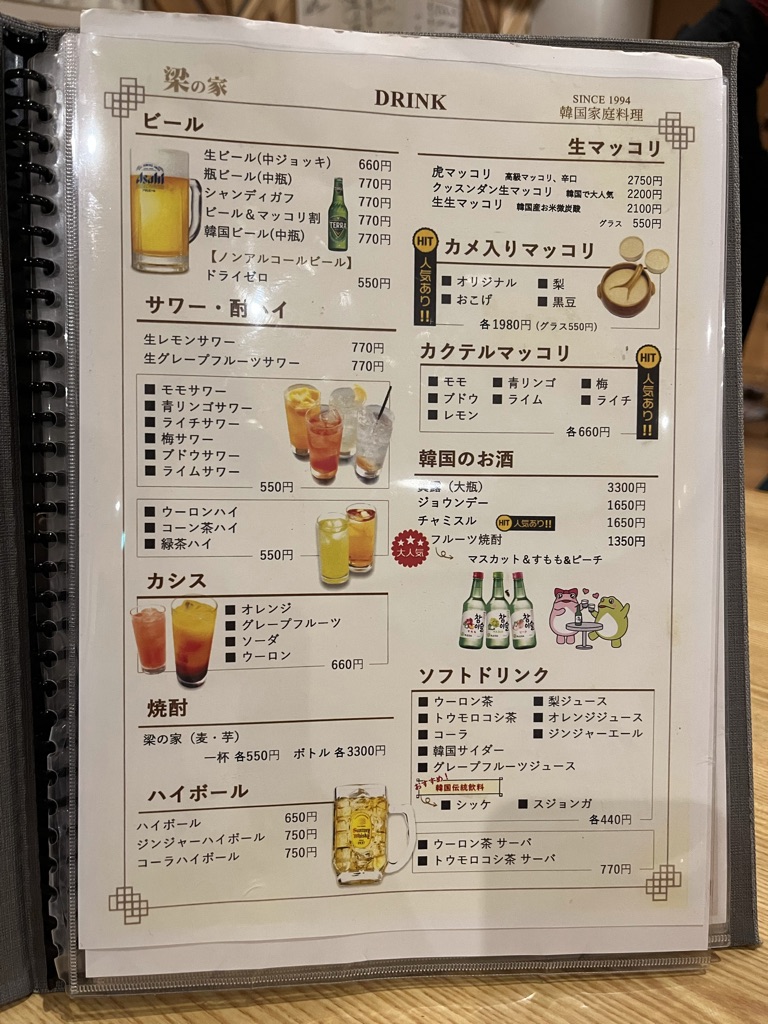 梁の家
DRINK
SINCE 1994
韓国家庭料理
ビール
Asahi
生ビール(中ジョッキ) 660円
瓶ビール(中瓶) 770円
シャンディガフ 770円
ビール＆マッコリ割 770円
韓国ビール(中瓶) 770円
TERRA
【ノンアルコールビール】
ドライゼロ 550円
サワー・酎ハイ
生レモンサワー 770円
生グレープフルーツサワー 770円
■ モモサワー
■ 青リンゴサワー
■ ライチサワー
■ 梅サワー
■ ブドウサワー
■ ライムサワー
550円
■ ウーロンハイ
■ コーン茶ハイ
■ 緑茶ハイ
550円
カシス
■ オレンジ
■ グレープフルーツ
■ ソーダ
■ ウーロン
660円
焼酎
梁の家（麦・芋）
一杯 各550円 ボトル 各3300円
ハイボール
ハイボール 650円
ジンジャーハイボール 750円
コーラハイボール 750円
生マッコリ
虎マッコリ 高級マッコリ、辛口 2750円
クッスンダン生マッコリ 韓国で大人気 2200円
生生マッコリ 韓国産お米微炭酸 2100円
グラス 550円
HIT 人気あり!!
カメ入りマッコリ
■ オリジナル ■ 梨
■ おこげ ■ 黒豆
各1980円 (グラス550円)
カクテルマッコリ
HIT 人気あり!!
■ モモ ■ 青リンゴ ■ 梅
■ ブドウ ■ ライム ■ ライチ
■ レモン
各660円
韓国のお酒
露（大瓶） 3300円
ジョウンデー 1650円
チャミスル HIT 人気あり!! 1650円
大人気
フルーツ焼酎 1350円
マスカット＆すもも&ピーチ
ソフトドリンク
■ ウーロン茶 ■ 梨ジュース
■ トウモロコシ茶 ■ オレンジジュース
■ コーラ ■ ジンジャーエール
■ 韓国サイダー
■ グレープフルーツジュース
おすすめ!
韓国伝統飲料
■ シッケ ■ スジョンガ
各440円
■ ウーロン茶 サーバ
■ トウモロコシ茶 サーバ
770円